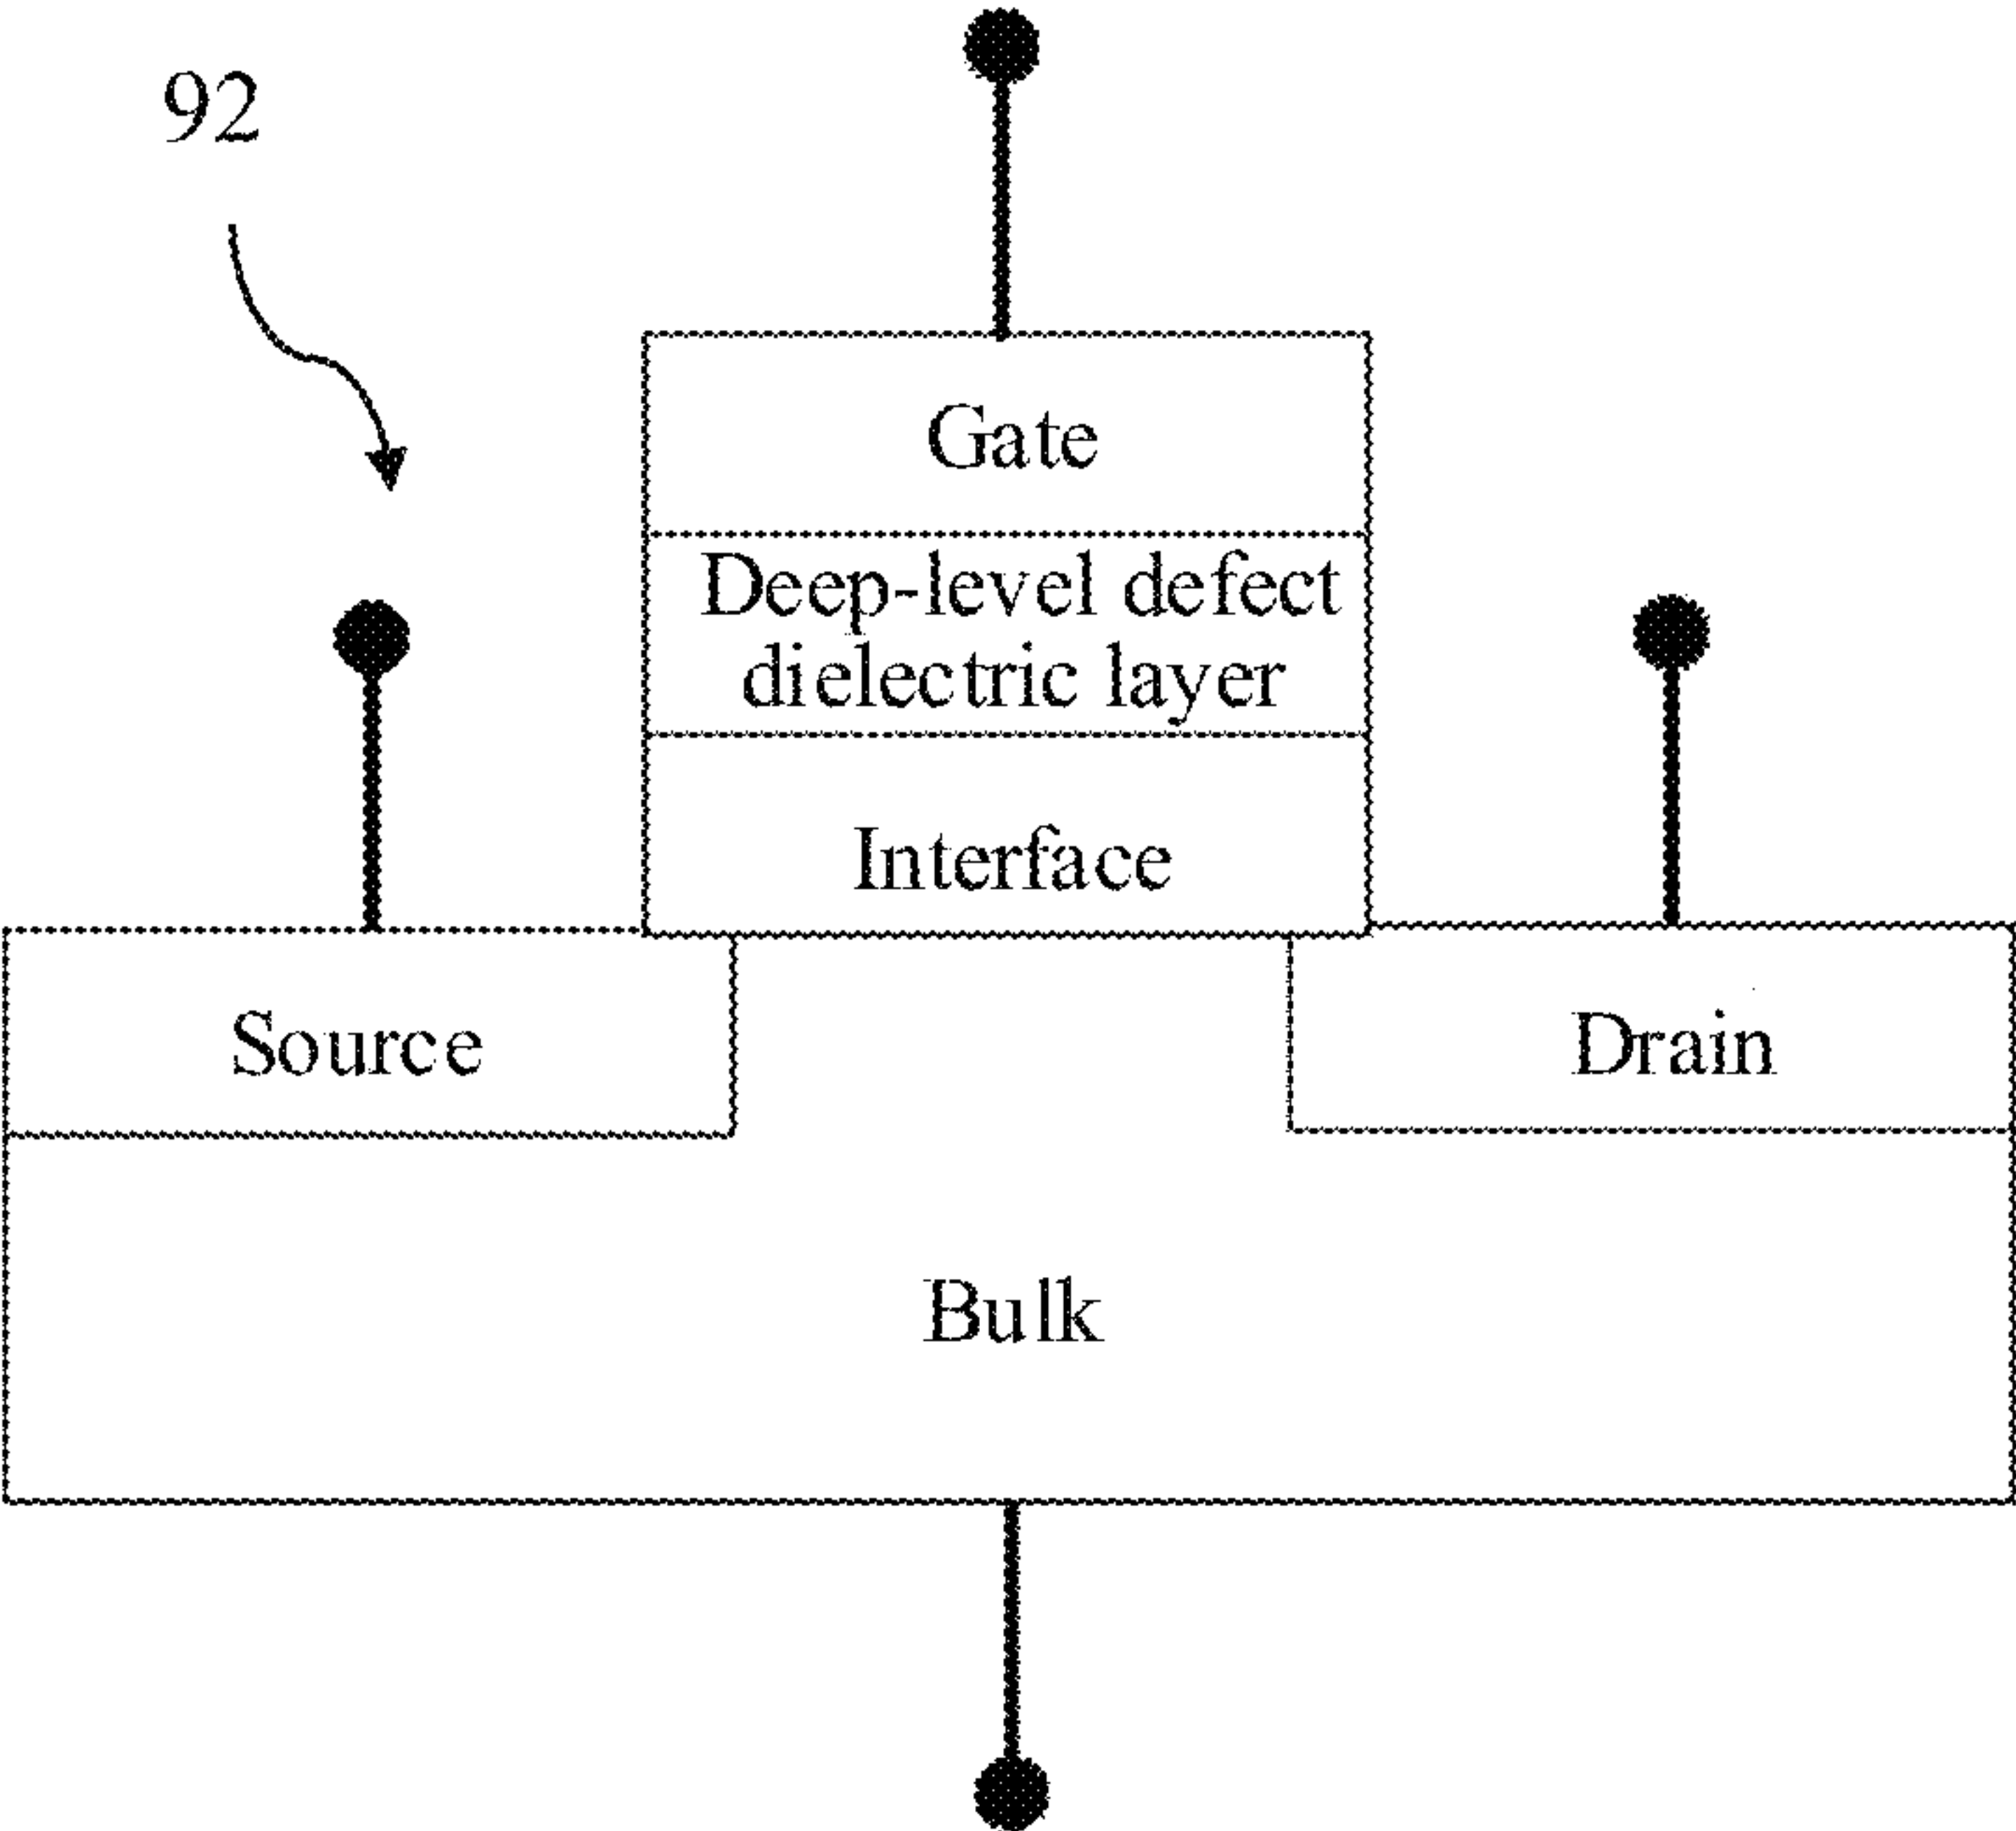 92
Gate
Deep-level defect
dielectric layer
Interface
Source
Drain
Bulk